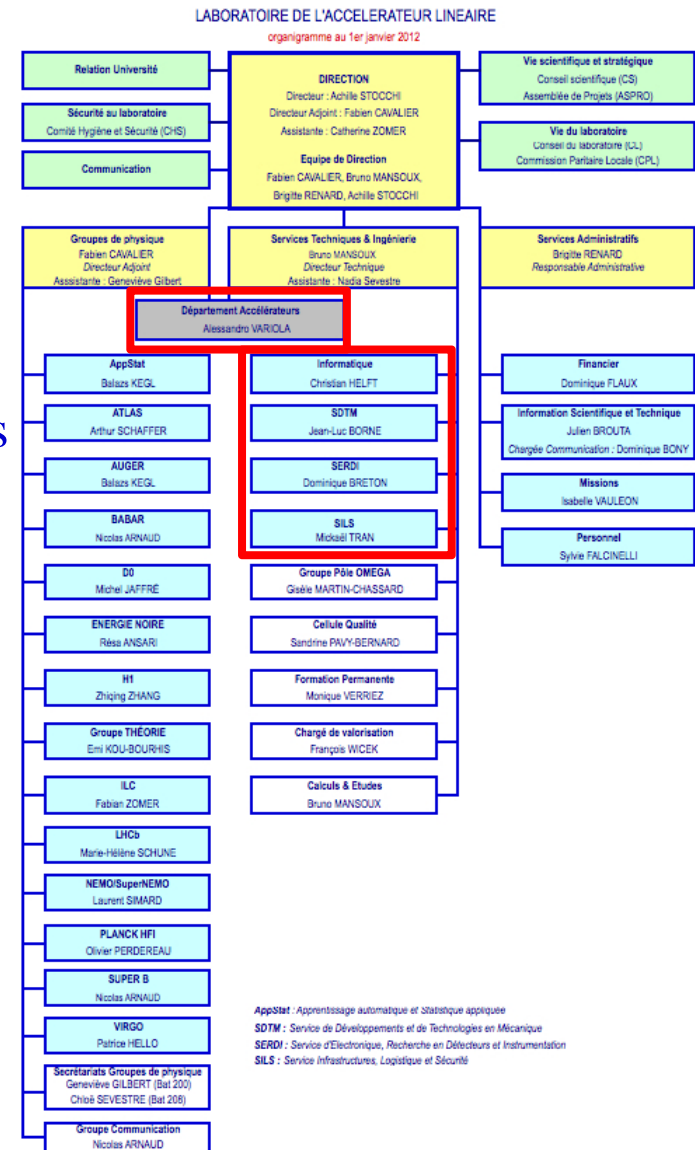 LABORATOIRE DE L'ACCELERATEUR LINEAIRE
organigramme au 1er janvier 2012
Relation Université
Sécurité au laboratoire
Comité Hygiène et Sécurité (CHS)
Communication
DIRECTION
Directeur : Achille STOCCHI
Directeur Adjoint : Fabien CAVALIER
Assistante : Catherine ZOMER
Equipe de Direction
Fabien CAVALIER, Bruno MANSOUX,
Brigitte RENARD, Achille STOCCHI
Vie scientifique et stratégique
Conseil scientifique (CS)
Assemblée de Projets (ASPRO)
Vie du laboratoire
Conseil du laboratoire (CL)
Commission Paritaire Locale (CPL)
Groupes de physique
Fabien CAVALIER
Directeur Adjoint
Asssistante : Geneviève Gilbert
Services Techniques & Ingénierie
Bruno MANSOUX
Directeur Technique
Assistante : Nadia Sevestre
Services Administratifs
Brigitte RENARD
Responsable Administrative
Département Accélérateurs
Alessandro VARIOLA
S
AppStat
Balazs KEGL
ATLAS
Arthur SCHAFFER
AUGER
Balazs KEGL
BABAR
Nicolas ARNAUD
D0
Michel JAFFRÉ
ENERGIE NOIRE
Résa ANSARI
H1
Zhiqing ZHANG
Groupe THÉORIE
Emi KOU-BOURHIS
ILC
Fabian ZOMER
LHCb
Marie-Hélène SCHUNE
NEMO/SuperNEMO
Laurent SIMARD
PLANCK HFI
Olivier PERDEREAU
SUPER B
Nicolas ARNAUD
VIRGO
Patrice HELLO
Secrétariats Groupes de physique
Geneviève GILBERT (Bat 200)
Chloë SEVESTRE (Bat 208)
Groupe Communication
Nicolas ARNAUD
Informatique
Christian HELFT
SDTM
Jean-Luc BORNE
SERDI
Dominique BRETON
SILS
Mickaël TRAN
Groupe Pôle OMEGA
Gisèle MARTIN-CHASSARD
Cellule Qualité
Sandrine PAVY-BERNARD
Formation Permanente
Monique VERRIEZ
Chargé de valorisation
François WICEK
Calculs & Etudes
Bruno MANSOUX
Financier
Dominique FLAUX
Information Scientifique et Technique
Julien BROUTA
Chargée Communication : Dominique BONY
Missions
Isabelle VAULEON
Personnel
Sylvie FALCINELLI
AppStat : Apprentissage automatique et Statistique appliquée
SDTM : Service de Développements et de Technologies en Mécanique
SERDI : Service d'Electronique, Recherche en Détecteurs et Instrumentation
SILS : Service Infrastructures, Logistique et Sécurité